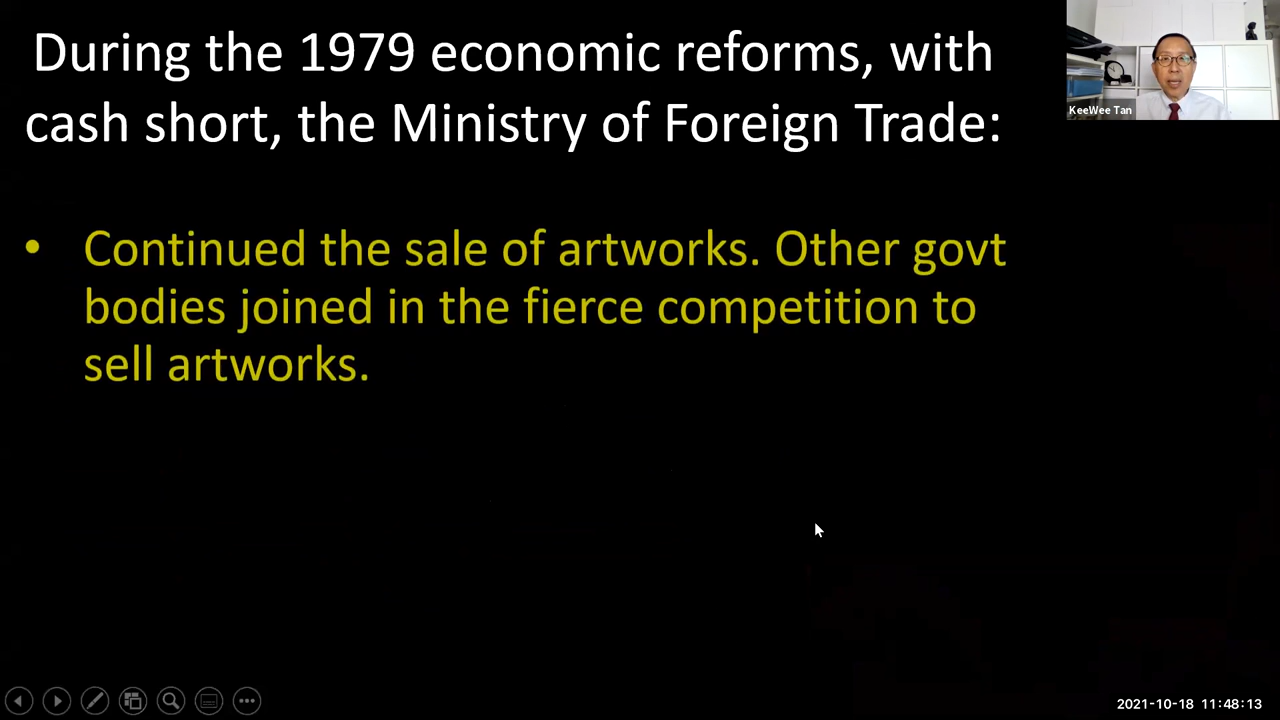 During the 1979 economic reforms, with
cash short, the Ministry of Foreign Trade:
KeeWee Tan
• Continued the sale of artworks. Other govt
bodies joined in the fierce competition to
sell artworks.
2021-10-18 11:48:13